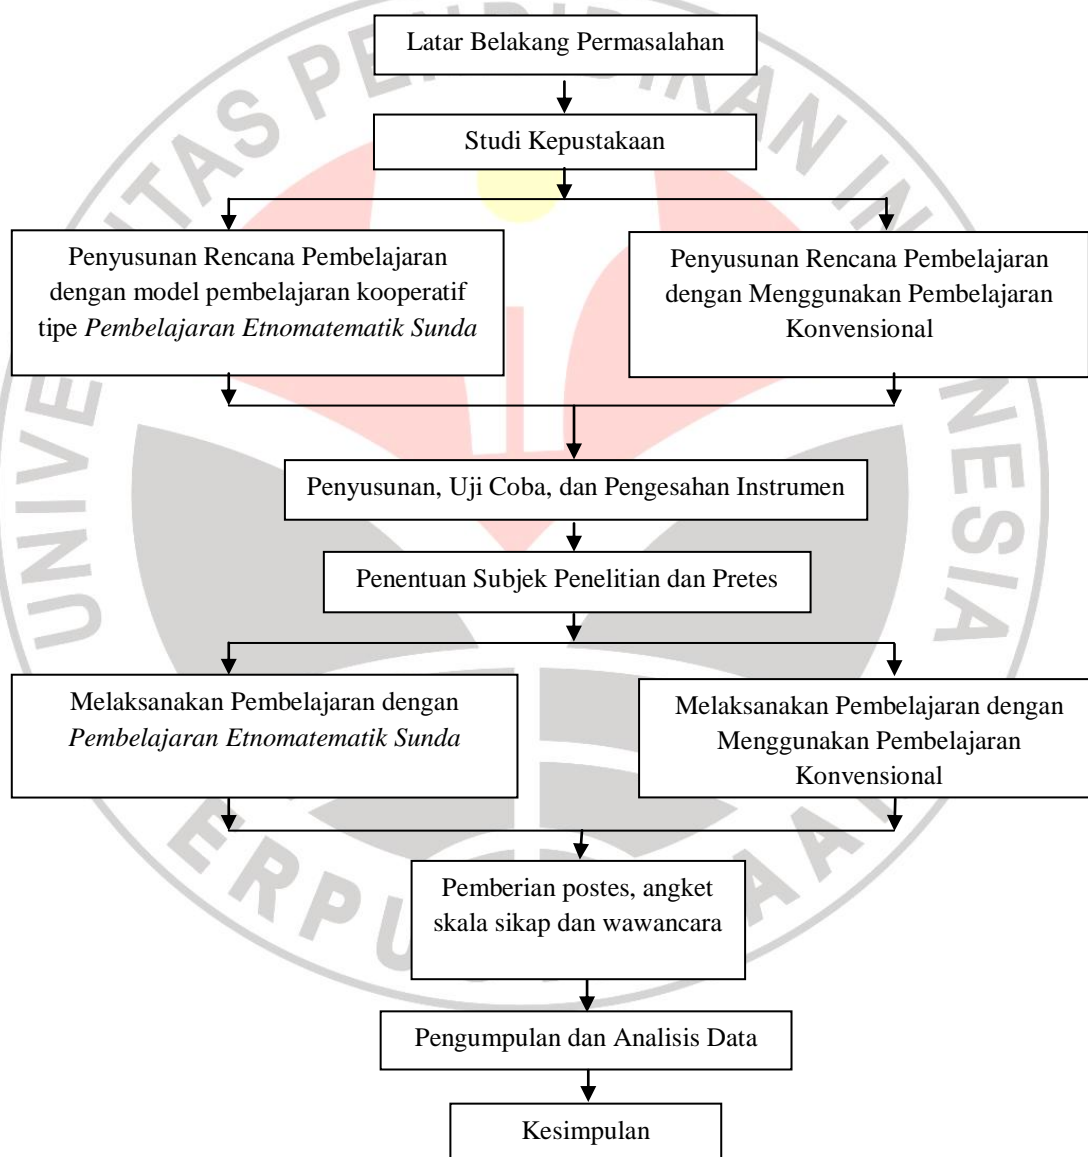 Latar Belakang Permasalahan
Studi Kepustakaan
Penyusunan Rencana Pembelajaran
dengan model pembelajaran kooperatif
tipe Pembelajaran Etnomatematik Sunda
Penyusunan Rencana Pembelajaran
dengan Menggunakan Pembelajaran
Konvensional
Penyusunan, Uji Coba, dan Pengesahan Instrumen
Penentuan Subjek Penelitian dan Pretes
Melaksanakan Pembelajaran dengan
Pembelajaran Etnomatematik Sunda
Melaksanakan Pembelajaran dengan
Menggunakan Pembelajaran
Konvensional
Pemberian postes, angket
skala sikap dan wawancara
Pengumpulan dan Analisis Data
Kesimpulan